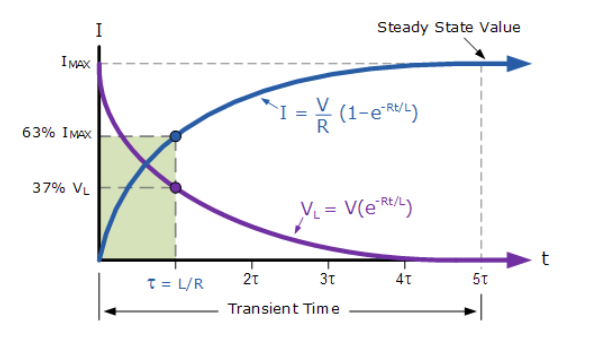 Steady State Value
I
IMAX
I = V/R (1-e-Rt/L)
63% IMAX
37% VL
VL = V(e-Rt/L)
t
τ = L/R
2τ
3τ
4τ
5τ
Transient Time